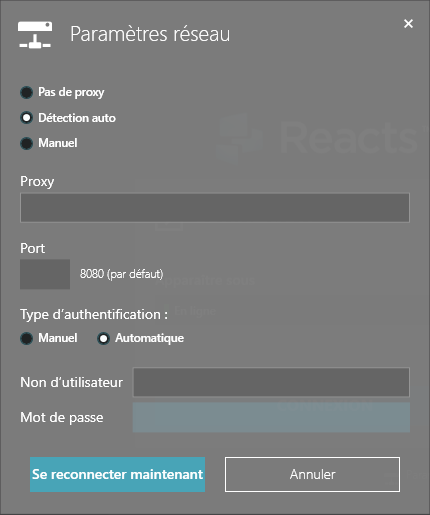 Paramètres réseau
Pas de proxy
Détection auto
Manuel
Reacts
Proxy
Port
8080 (par défaut)
Type d'authentification :
Manuel Automatique
Non d'utilisateur
Mot de passe
Se reconnecter maintenant Annuler